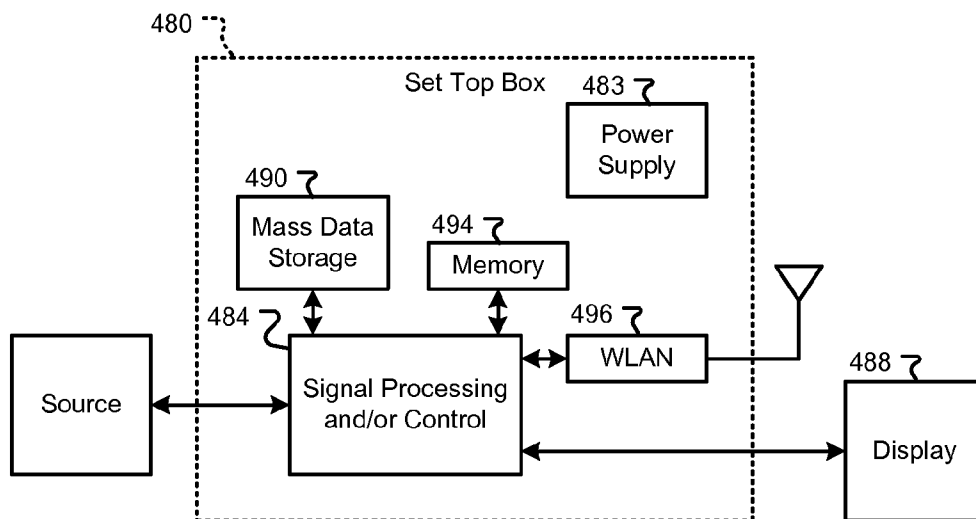 480
Set Top Box
483
Power
Supply
490
Mass Data
Storage
494
Memory
484
496
WLAN
Signal Processing
and/or Control
Source
488
Display